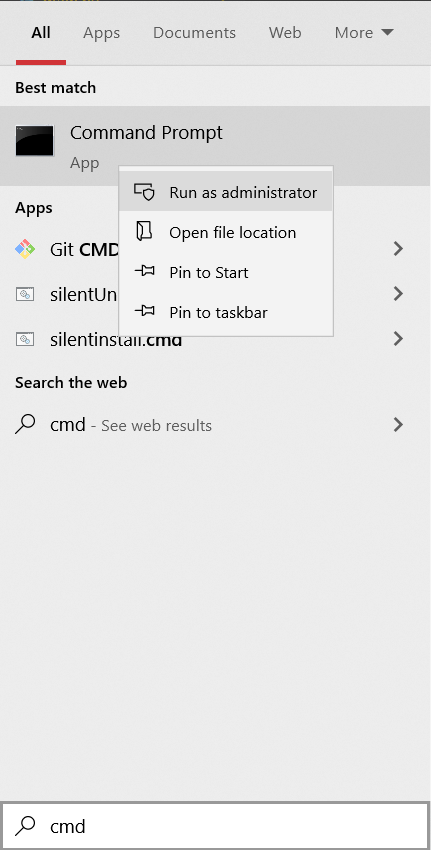 All Apps Documents Web More
Best match
Command Prompt
App
Run as administrator
Open file location
Pin to Start
Pin to taskbar
Apps
Git CMD
silentUn
silentinstall.cmd
Search the web
cmd - See web results
cmd